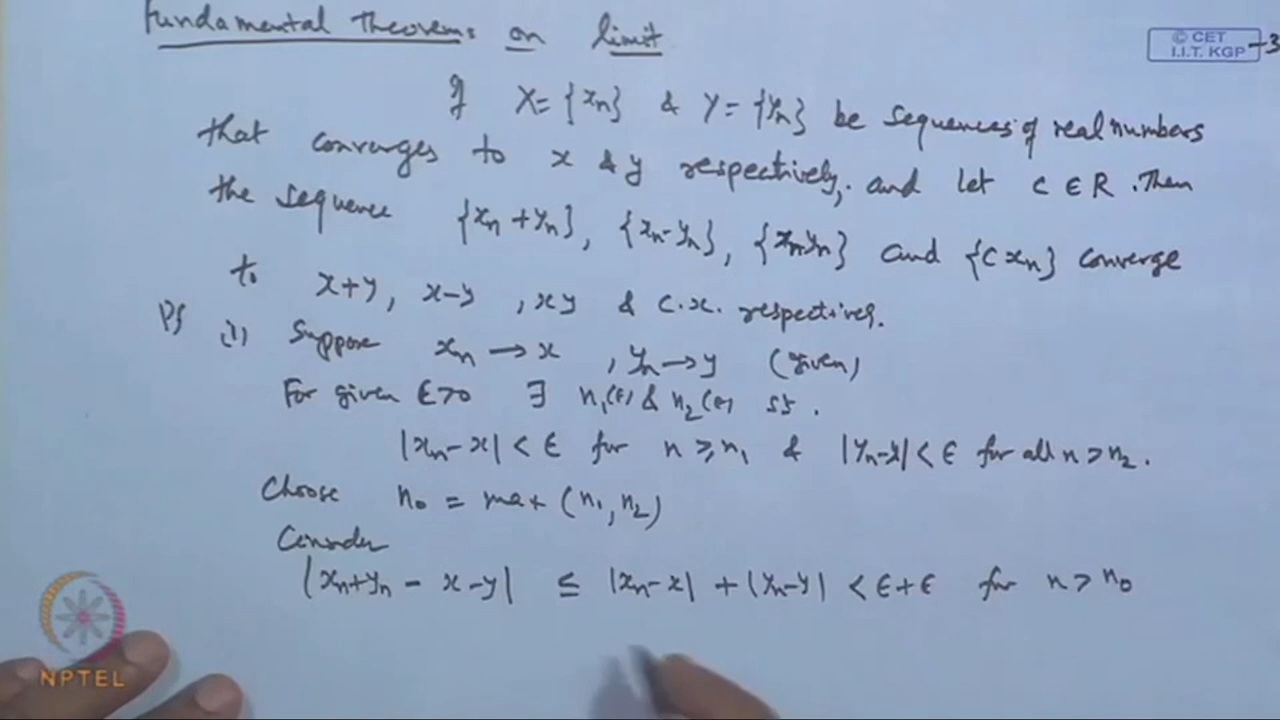 Fundamental Theorems on limit
© CET
I.I.T. KGP
-3
If X = {xn} & Y = {yn} be sequences of real numbers
that converges to x & y respectively, and let C ∈ R. Then
the sequence {xn + yn}, {xn - yn}, {xnyn} and {C xn} converge
to x+y, x-y, xy & C.x. respectively.
Pf (1) Suppose xn → x, yn → y (given)
For given ε>0 ∃ n1(ε) & n2(ε) st.
|xn - x| < ε for n ≥ n1 & |yn - y| < ε for all n > n2.
Choose n0 = max (n1, n2)
Consider
|xn+yn - x - y| ≤ |xn - x| + |yn - y| < ε + ε for n > n0
NPTEL